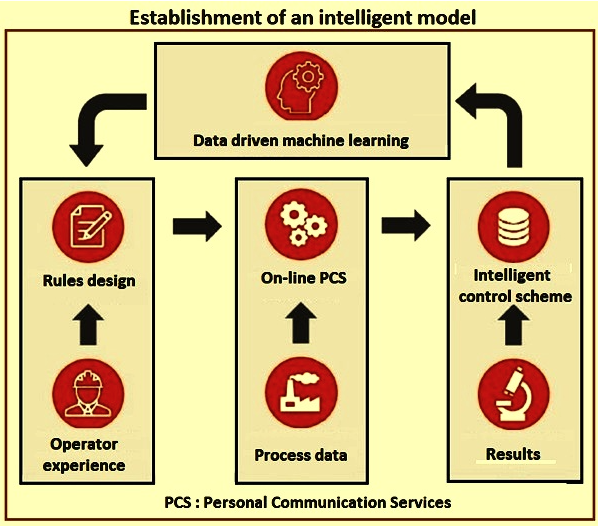 Establishment of an intelligent model
Data driven machine learning
Rules design
On-line PCS
Intelligent
control scheme
Operator
experience
Process data
Results
PCS : Personal Communication Services